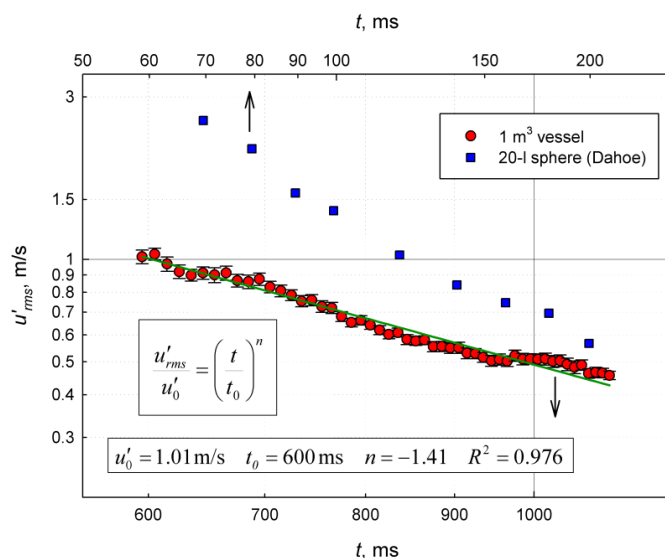 t, ms
50 60 70 80 90 100 150 200
3
1.5
1
0.9
0.8
0.7
0.6
0.5
0.4
0.3
u'rms, m/s
1 m³ vessel
20-l sphere (Dahoe)
u'rms / u'0 = (t / t0)^n
u'0 = 1.01 m/s t0 = 600 ms n = −1.41 R² = 0.976
600 700 800 900 1000
t, ms